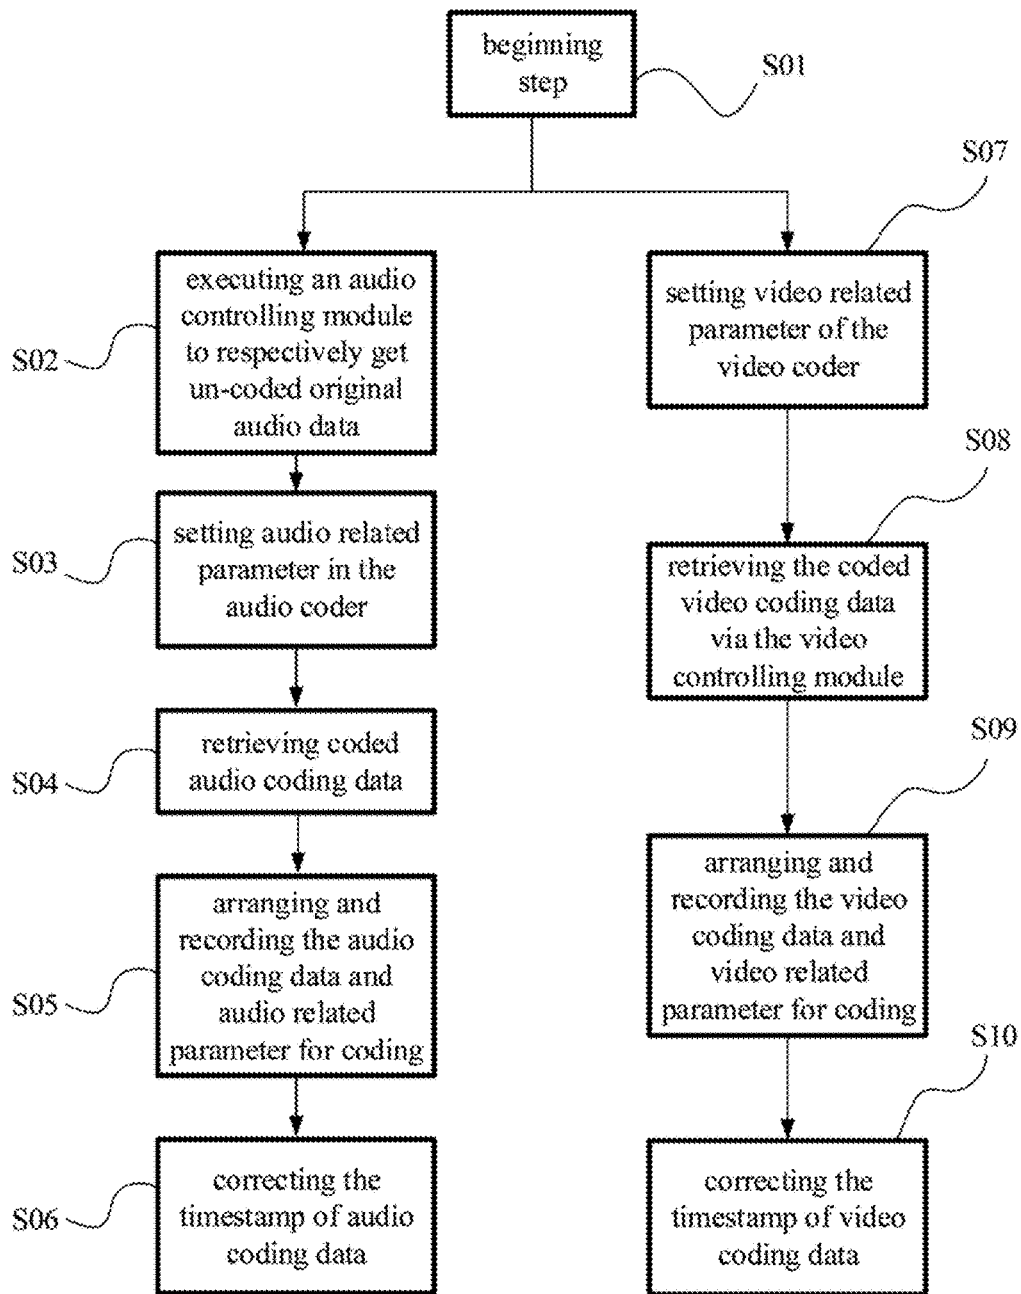 beginning
step
S01
S02
executing an audio
controlling module
to respectively get
un-coded original
audio data
S03
setting audio related
parameter in the
audio coder
S04
retrieving coded
audio coding data
S05
arranging and
recording the audio
coding data and
audio related
parameter for coding
S06
correcting the
timestamp of audio
coding data
S07
setting video related
parameter of the
video coder
S08
retrieving the coded
video coding data
via the video
controlling module
S09
arranging and
recording the video
coding data and
video related
parameter for coding
S10
correcting the
timestamp of video
coding data